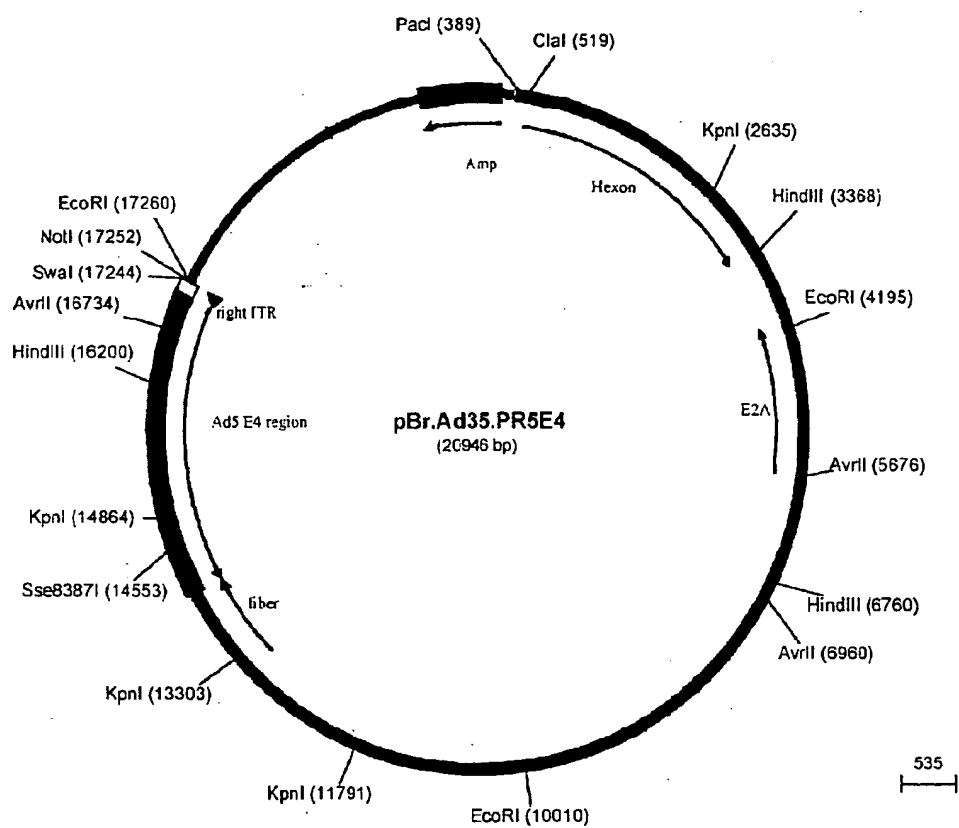 PacI (389)
ClaI (519)
KpnI (2635)
HindIII (3368)
EcoRI (4195)
AvrII (5676)
HindIII (6760)
AvrII (6960)
EcoRI (10010)
KpnI (11791)
KpnI (13303)
Sse8387I (14553)
KpnI (14864)
HindIII (16200)
AvrII (16734)
SwaI (17244)
NotI (17252)
EcoRI (17260)
Amp
Hexon
E2A
fiber
Ad5 E4 region
right ITR
pBr.Ad35.PR5E4
(20946 bp)
535